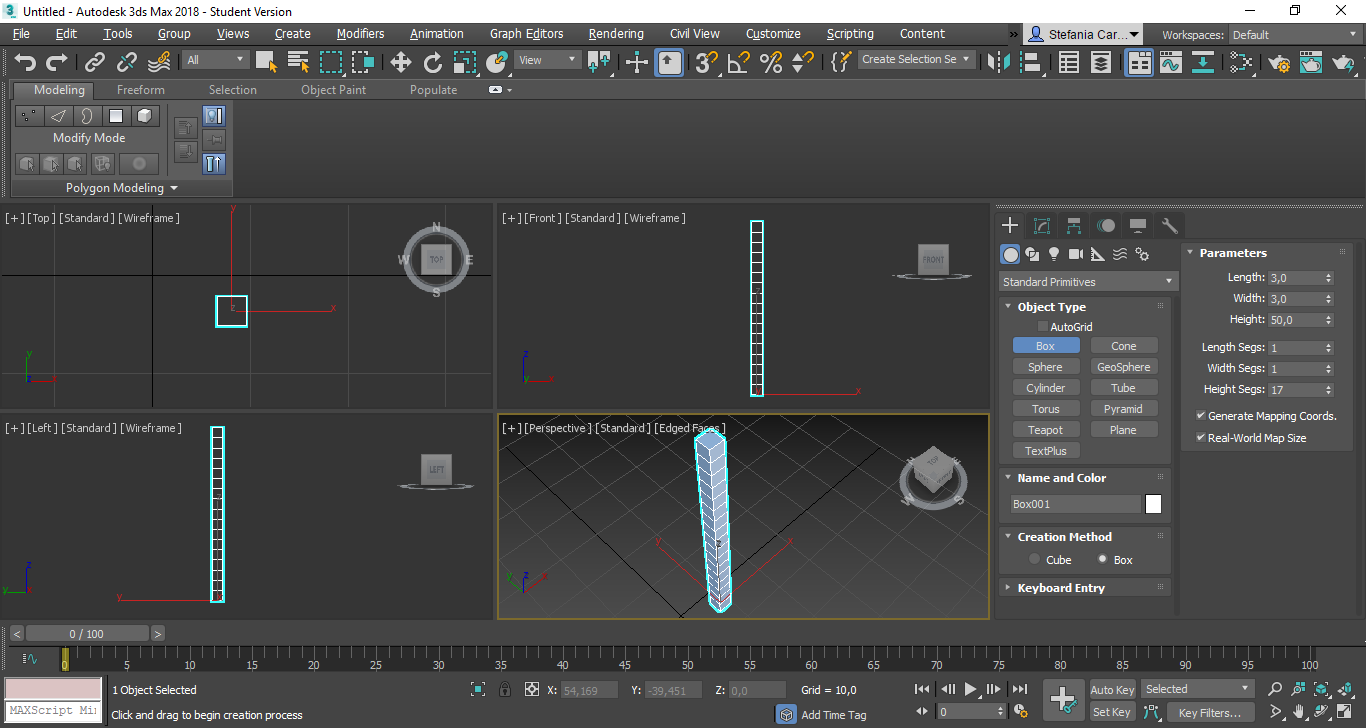 Untitled - Autodesk 3ds Max 2018 - Student Version
File Edit Tools Group Views Create Modifiers Animation Graph Editors Rendering Civil View Customize Scripting Content » Stefania Car... Workspaces: Default
All View Create Selection Se
Modeling Freeform Selection Object Paint Populate
Modify Mode
Polygon Modeling
[+] [Top] [Standard] [Wireframe]
y
N
W TOP E
S
z x
y
z x
[+] [Front] [Standard] [Wireframe]
FRONT
z
y x
z
y x
[+] [Left] [Standard] [Wireframe]
LEFT
z
z
y
y
[+] [Perspective] [Standard] [Edged Faces]
TOP
W S
y z x
y z x
Standard Primitives
Object Type
AutoGrid
Box Cone
Sphere GeoSphere
Cylinder Tube
Torus Pyramid
Teapot Plane
TextPlus
Name and Color
Box001
Creation Method
Cube Box
Keyboard Entry
Parameters
Length: 3,0
Width: 3,0
Height: 50,0
Length Segs: 1
Width Segs: 1
Height Segs: 17
Generate Mapping Coords.
Real-World Map Size
< 0 / 100 >
0 5 10 15 20 25 30 35 40 45 50 55 60 65 70 75 80 85 90 95 100
MAXScript Mi
1 Object Selected
Click and drag to begin creation process
X: 54,169 Y: -39,451 Z: 0,0 Grid = 10,0
Add Time Tag
0
Auto Key Selected
Set Key Key Filters...